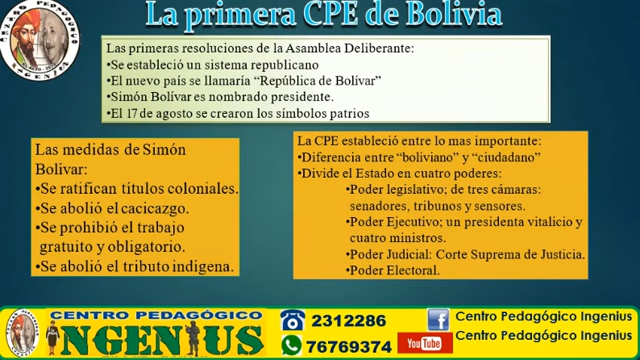 La primera CPE de Bolivia
Las primeras resoluciones de la Asamblea Deliberante:
•Se estableció un sistema republicano
•El nuevo país se llamaría “República de Bolívar”
•Simón Bolívar es nombrado presidente.
•El 17 de agosto se crearon los símbolos patrios
Las medidas de Simón
Bolívar:
•Se ratifican títulos coloniales.
•Se abolió el cacicazgo.
•Se prohibió el trabajo
gratuito y obligatorio.
•Se abolió el tributo indígena.
La CPE estableció entre lo mas importante:
•Diferencia entre “boliviano” y “ciudadano”
•Divide el Estado en cuatro poderes:
•Poder legislativo; de tres cámaras:
senadores, tribunos y sensores.
•Poder Ejecutivo; un presidenta vitalicio y
cuatro ministros.
•Poder Judicial: Corte Suprema de Justicia.
•Poder Electoral.
CENTRO PEDAGÓGICO
INGENIUS
2312286
76769374
Centro Pedagógico Ingenius
YouTube
Centro Pedagógico Ingenius